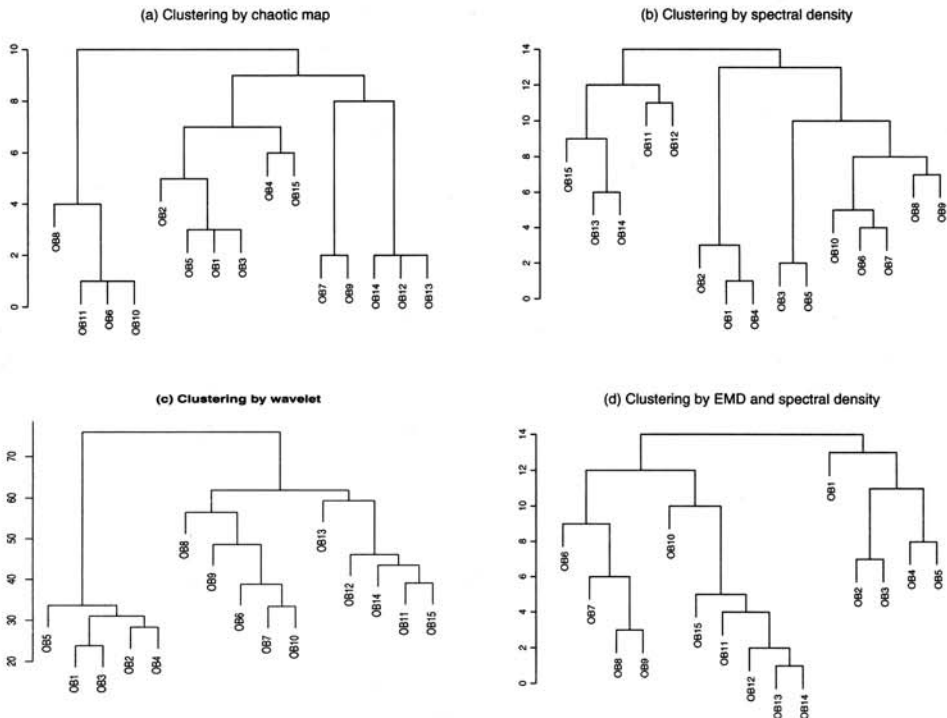 (a) Clustering by chaotic map
10
8
6
4
2
0
OB8
OB11
OB6
OB10
OB2
OB5
OB1
OB3
OB4
OB15
OB7
OB9
OB14
OB12
OB13
(b) Clustering by spectral density
14
12
10
8
6
4
2
0
OB15
OB13
OB14
OB11
OB12
OB2
OB1
OB4
OB3
OB5
OB10
OB6
OB7
OB8
OB9
(c) Clustering by wavelet
70
60
50
40
30
20
OB5
OB1
OB3
OB2
OB4
OB8
OB9
OB6
OB7
OB10
OB13
OB12
OB14
OB11
OB15
(d) Clustering by EMD and spectral density
14
12
10
8
6
4
2
0
OB6
OB7
OB8
OB9
OB10
OB15
OB11
OB12
OB13
OB14
OB1
OB2
OB3
OB4
OB5